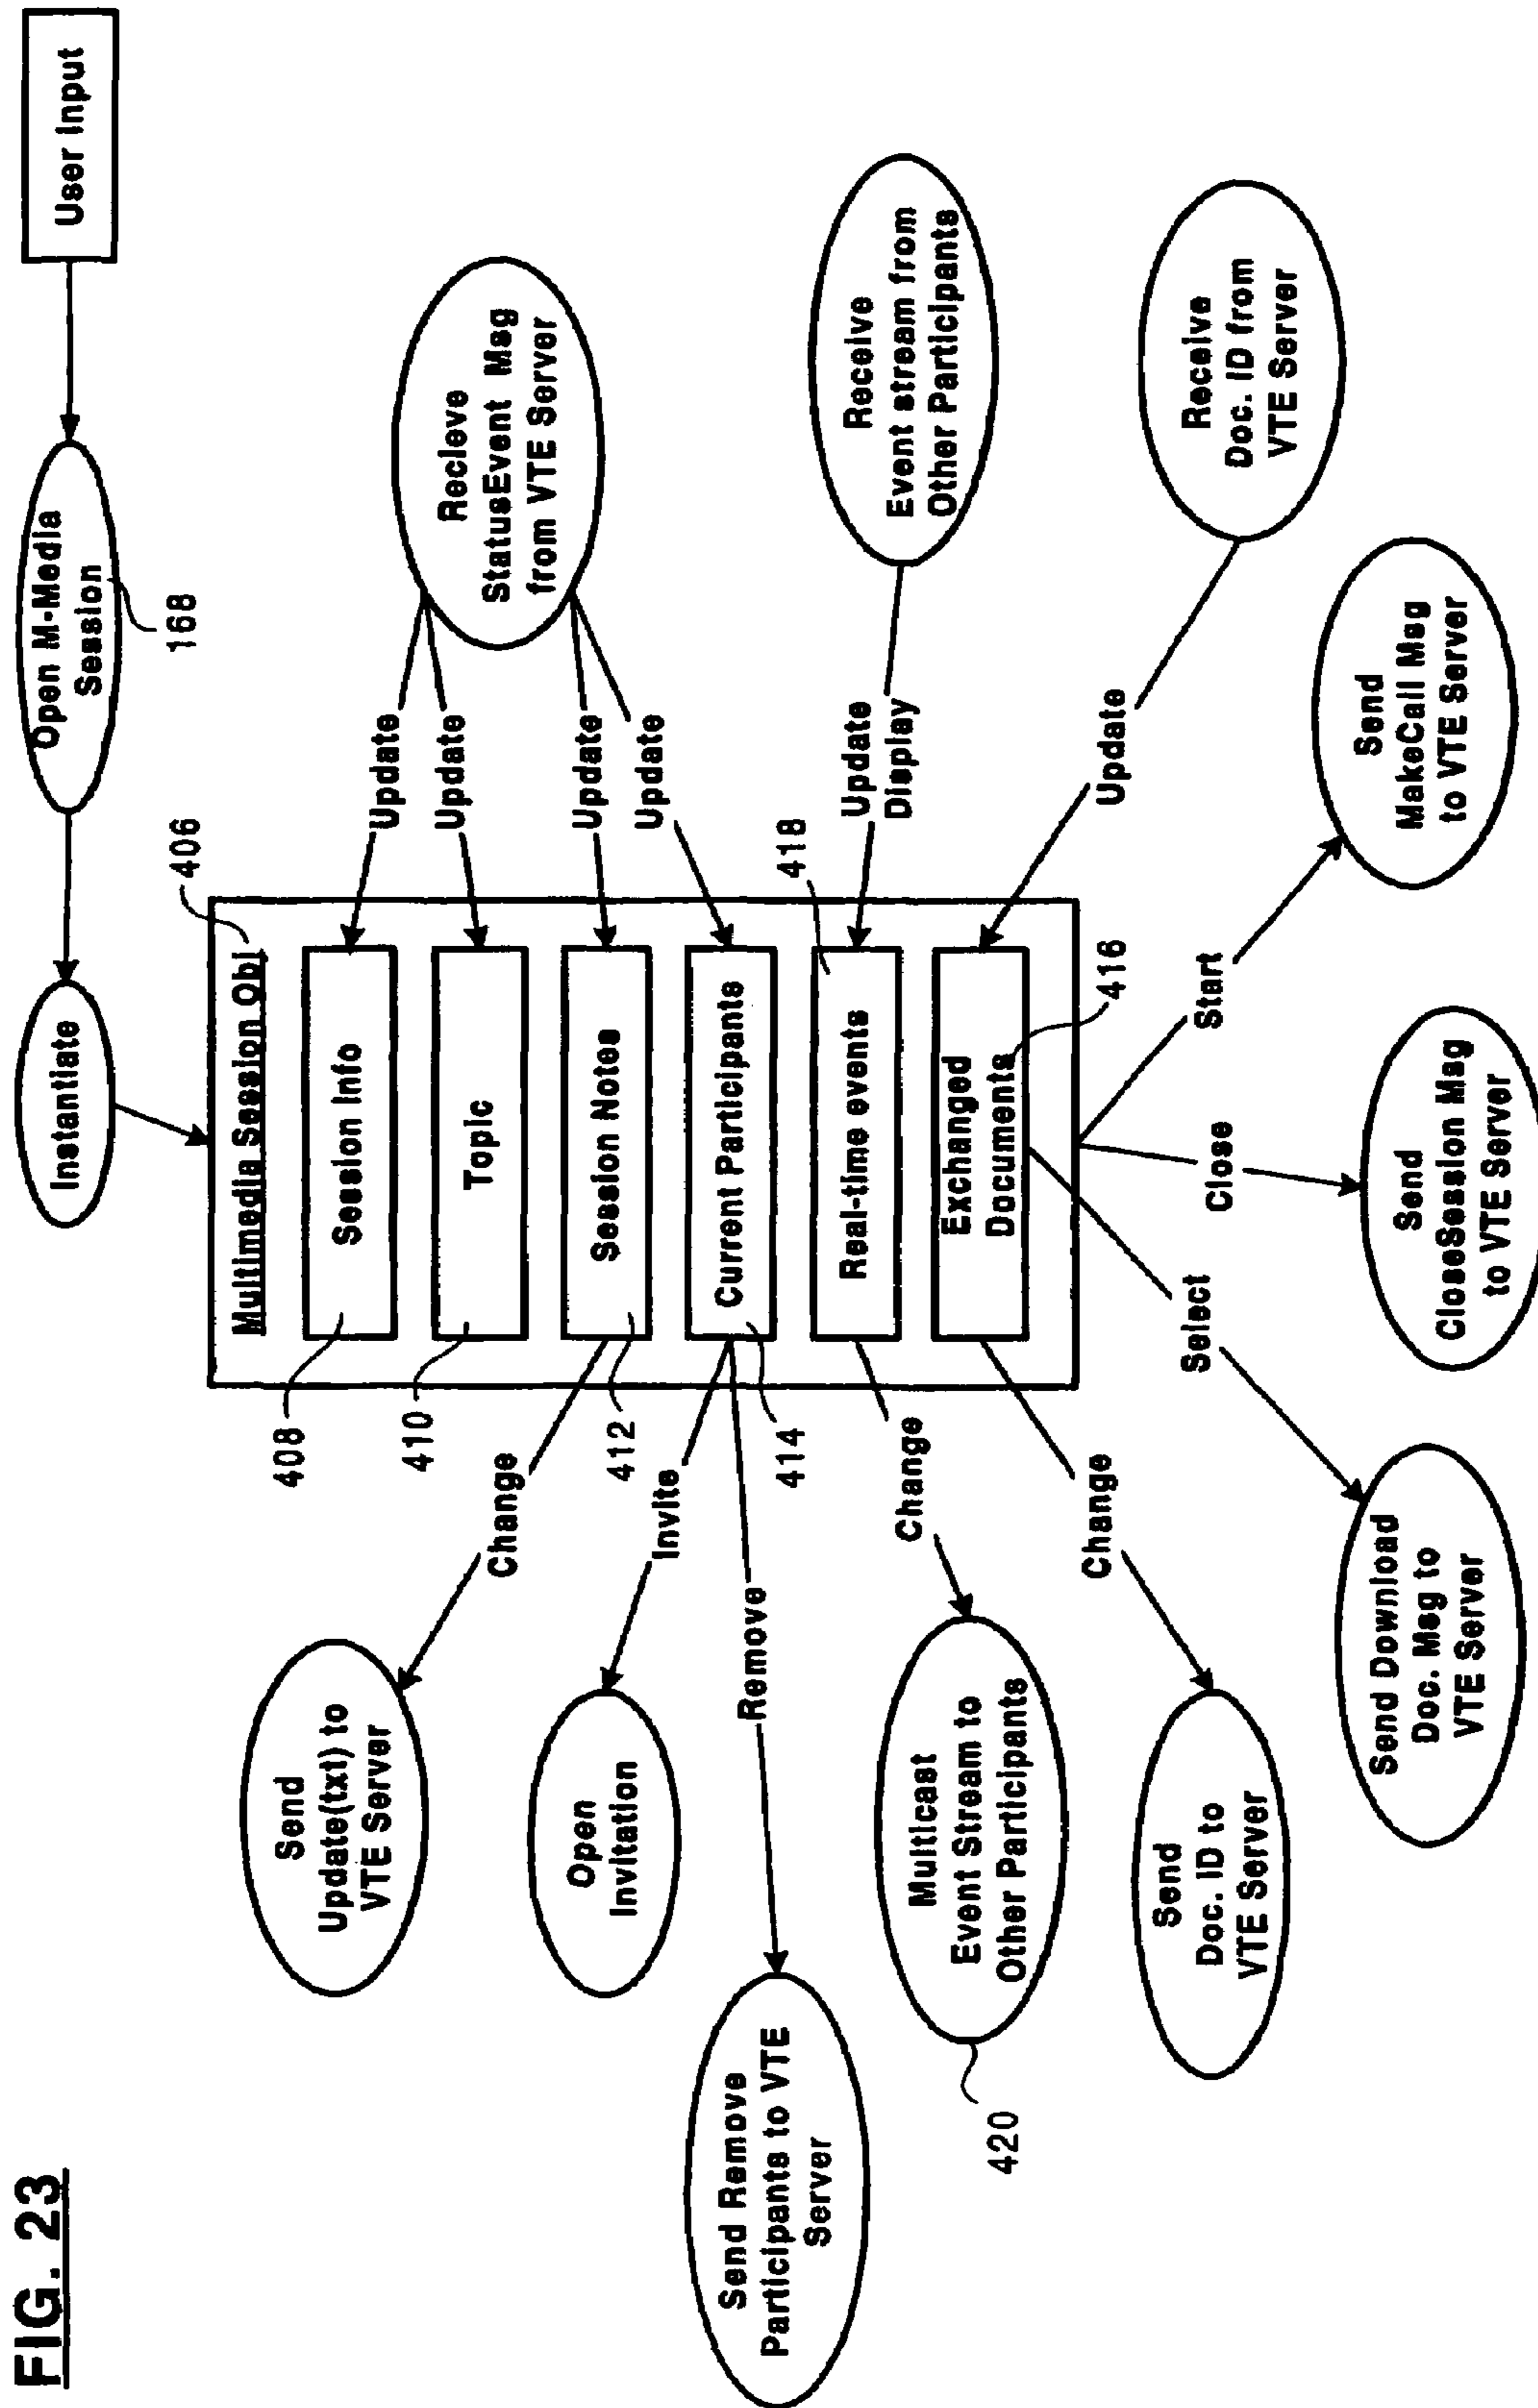 FIG. 23
User Input
Open M-Media
Session
168
Instantiate
406
Multimedia Session Obj
408
Session Info
410
Topic
412
Session Notes
414
Current Participants
418
Real-time events
416
Exchanged
Documents
Update
Update
Update
Update
Recieve
StatusEvent Msg
from VTE Server
Update
Display
Receive
Event stream from
Other Participants
Update
Receive
Doc. ID from
VTE Server
Change
Send
Update(txt) to
VTE Server
Invite
Open
Invitation
Remove
Send Remove
Participants to VTE
Server
Change
Multicast
Event Stream to
Other Participants
420
Change
Send
Doc. ID to
VTE Server
Select
Send Download
Doc. Msg to
VTE Server
Close
Send
CloseSession Msg
to VTE Server
Start
Send
MakeCall Msg
to VTE Server